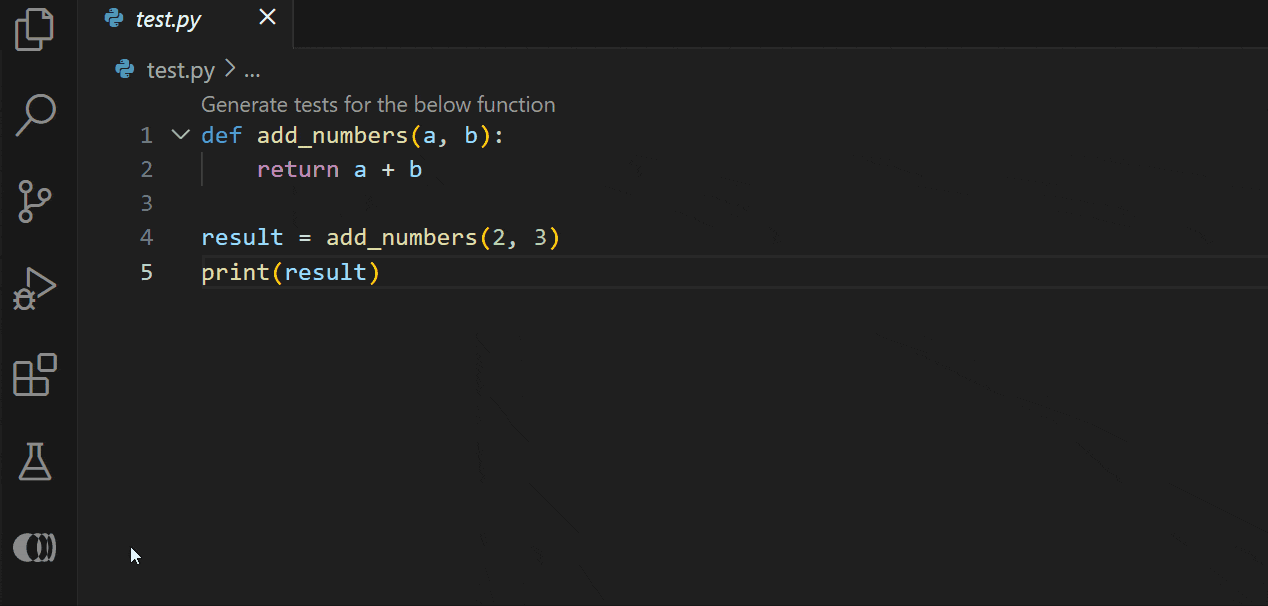 test.py
test.py > ...
Generate tests for the below function
1 def add_numbers(a, b):
2     return a + b
3
4 result = add_numbers(2, 3)
5 print(result)